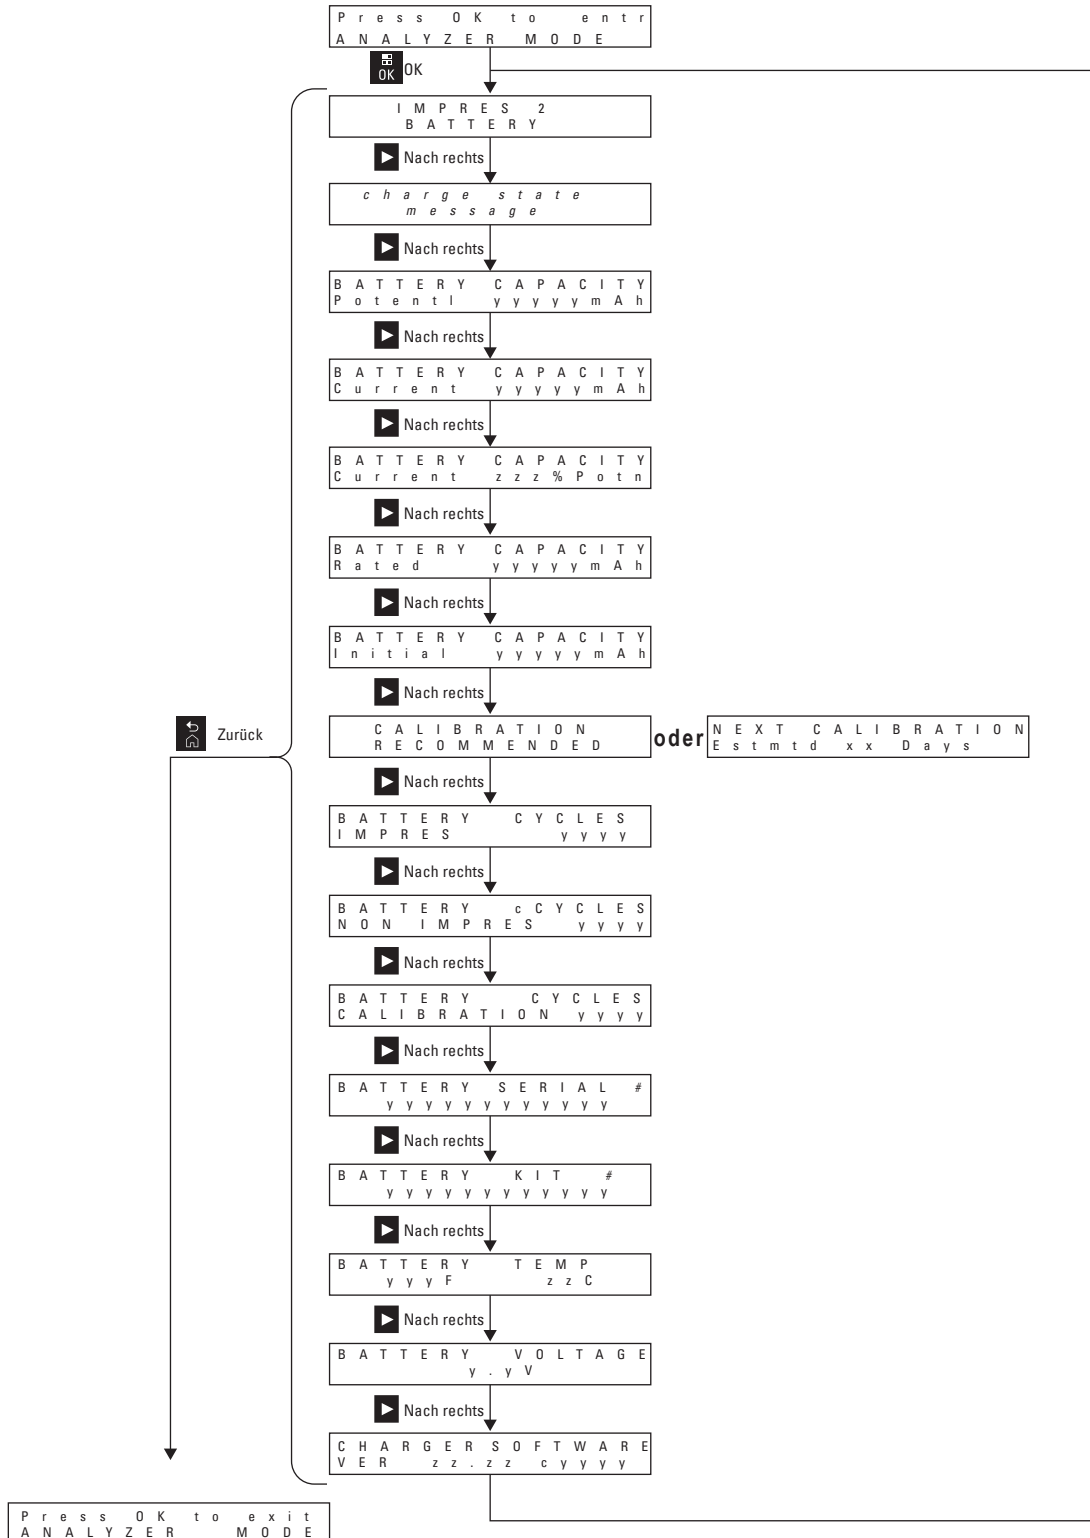 Press OK to entr
ANALYZER MODE
OK OK
IMPRES 2
BATTERY
Nach rechts
charge state
message
Nach rechts
BATTERY CAPACITY
Potentl yyyyymAh
Nach rechts
BATTERY CAPACITY
Current yyyyymAh
Nach rechts
BATTERY CAPACITY
Current zzz%Potn
Nach rechts
BATTERY CAPACITY
Rated yyyyymAh
Nach rechts
BATTERY CAPACITY
Initial yyyyymAh
Nach rechts
Zurück
CALIBRATION
RECOMMENDED
oder
NEXT CALIBRATION
Estmtd xx Days
Nach rechts
BATTERY CYCLES
IMPRES yyyy
Nach rechts
BATTERY cCYCLES
NON IMPRES yyyy
Nach rechts
BATTERY CYCLES
CALIBRATION yyyy
Nach rechts
BATTERY SERIAL #
yyyyyyyyyyyy
Nach rechts
BATTERY KIT #
yyyyyyyyyyyy
Nach rechts
BATTERY TEMP
yyyF zzC
Nach rechts
BATTERY VOLTAGE
y.yV
Nach rechts
CHARGERSOFTWARE
VER zz.zz cyyyy
Press OK to exit
ANALYZER MODE